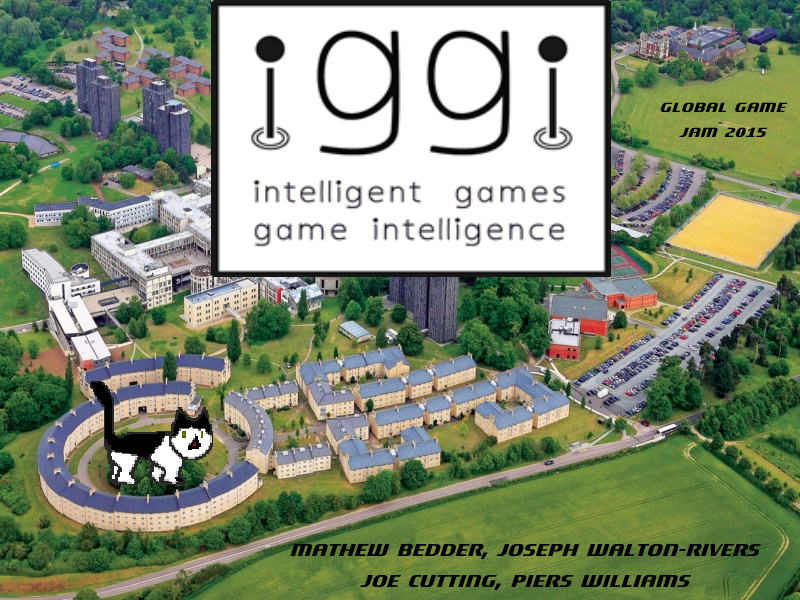 iggi
intelligent games
game intelligence
GLOBAL GAME
JAM 2015
MATHEW BEDDER, JOSEPH WALTON-RIVERS
JOE CUTTING, PIERS WILLIAMS